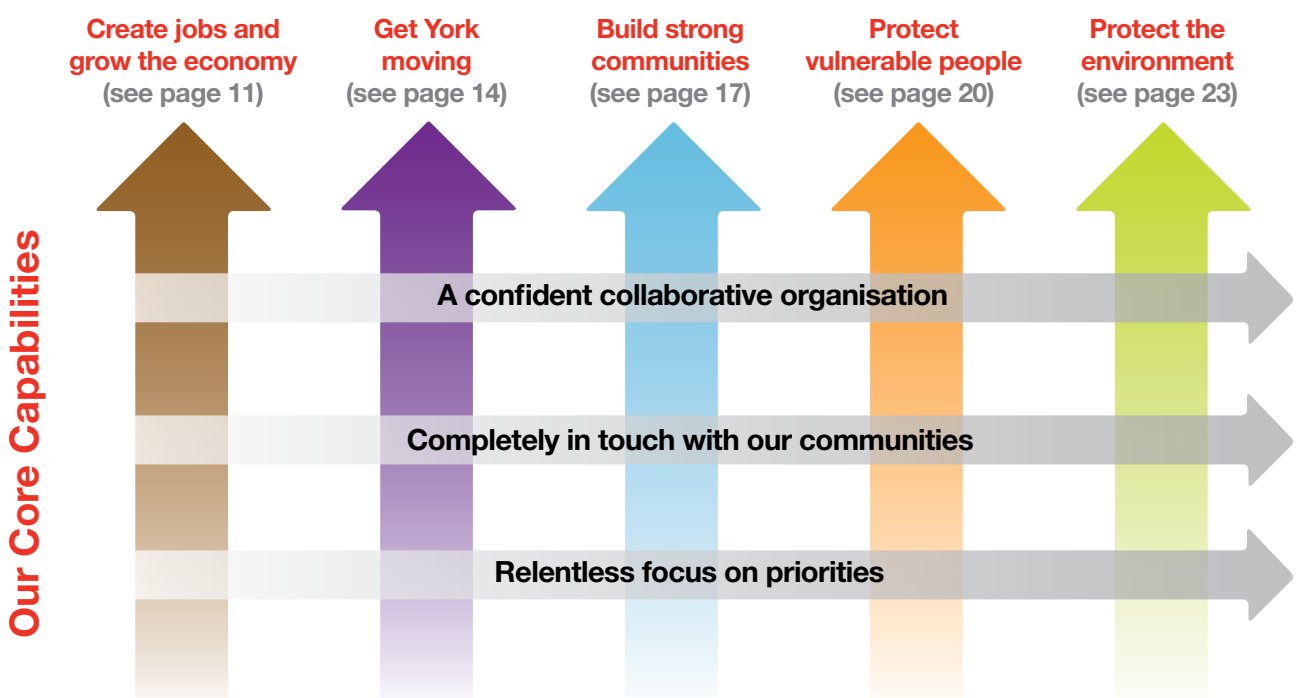 Create jobs and
grow the economy
(see page 11)
Get York
moving
(see page 14)
Build strong
communities
(see page 17)
Protect
vulnerable people
(see page 20)
Protect the
environment
(see page 23)
Our Core Capabilities
A confident collaborative organisation
Completely in touch with our communities
Relentless focus on priorities